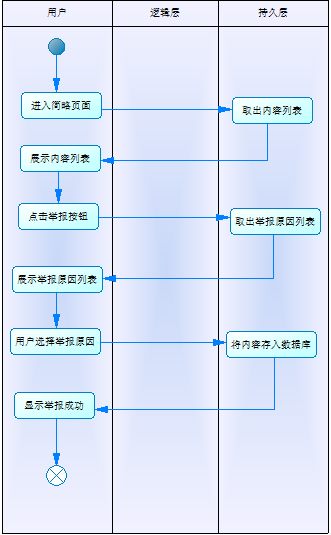 用户 逻辑层 持久层
进入简略页面
取出内容列表
展示内容列表
点击举报按钮
取出举报原因列表
展示举报原因列表
用户选择举报原因
将内容存入数据库
显示举报成功